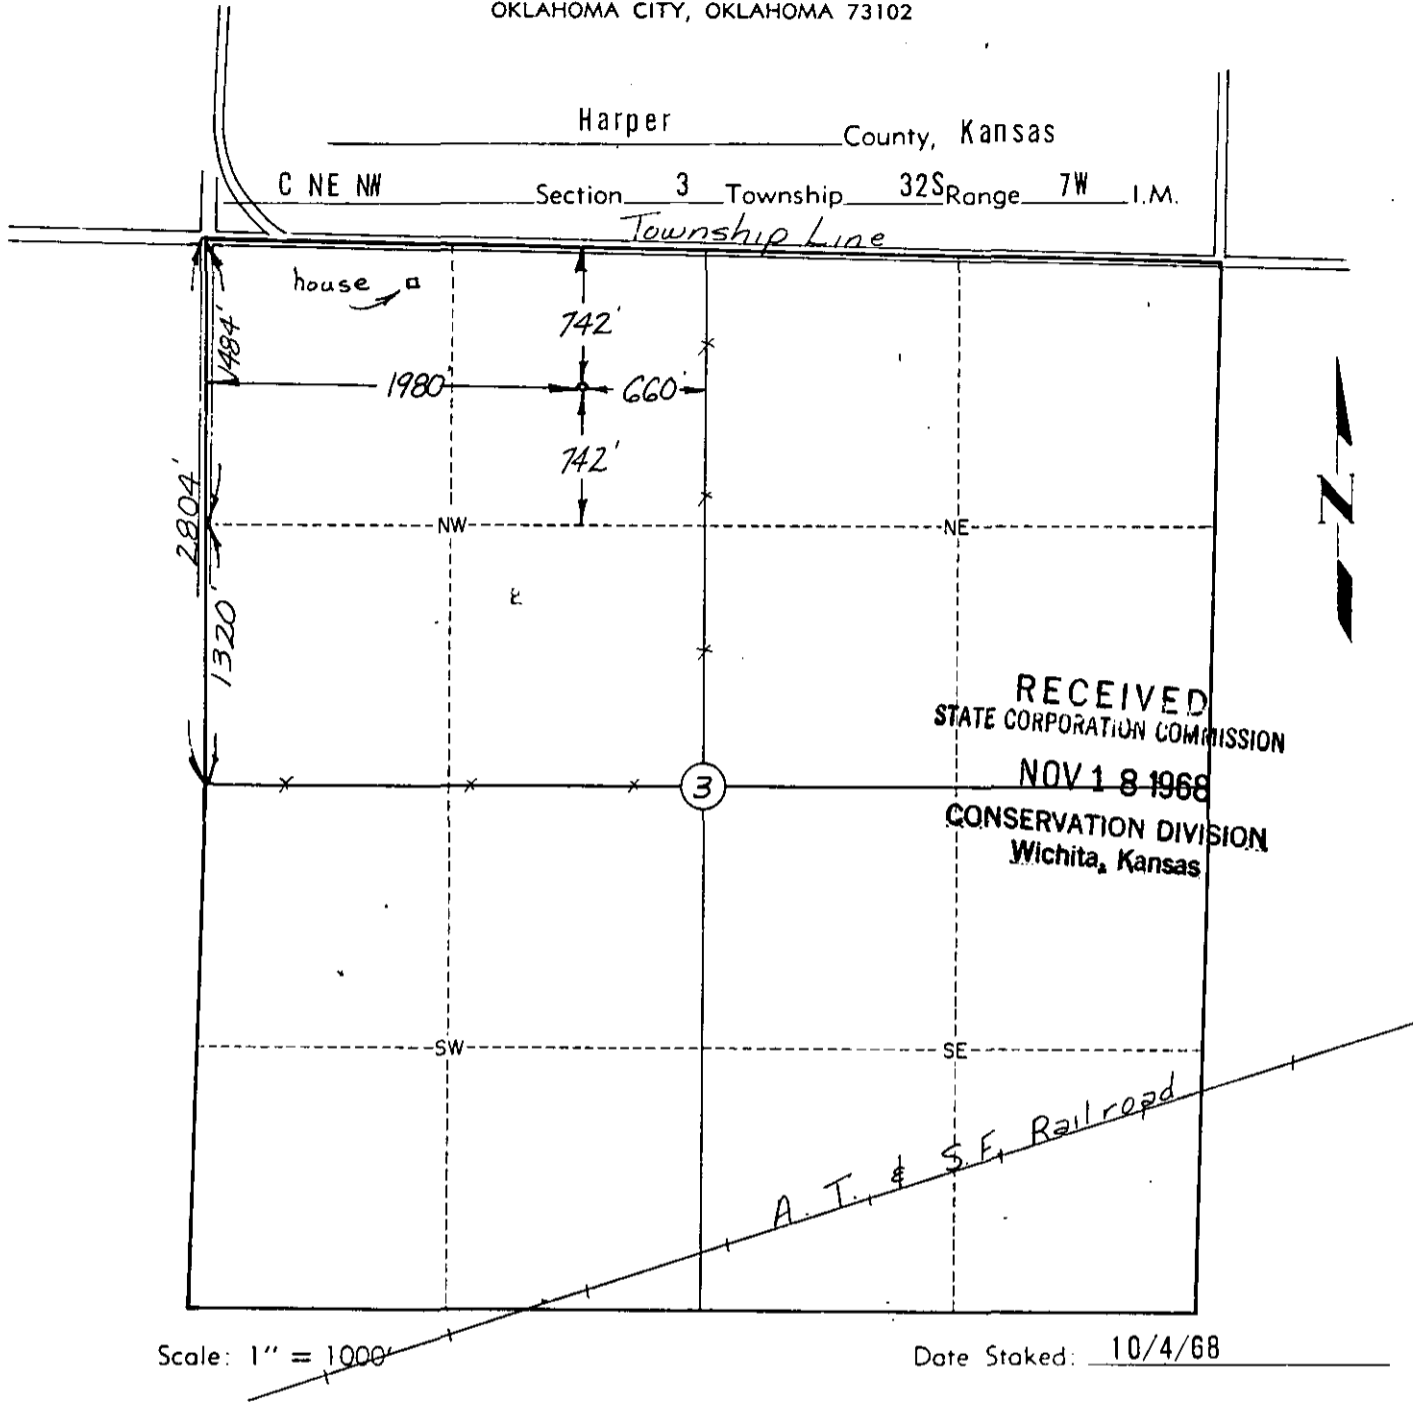 OKLAHOMA CITY, OKLAHOMA 73102
Harper County, Kansas
C NE NW Section 3 Township 32S Range 7W I.M.
Township Line
house
742'
1484'
1980'
660'
742'
2804'
NW
NE
1320'
RECEIVED
STATE CORPORATION COMMISSION
NOV 18 1968
3
CONSERVATION DIVISION
Wichita, Kansas
N
SW
SE
A. T. & S.F. Railroad
Scale: 1" = 1000'
Date Staked: 10/4/68